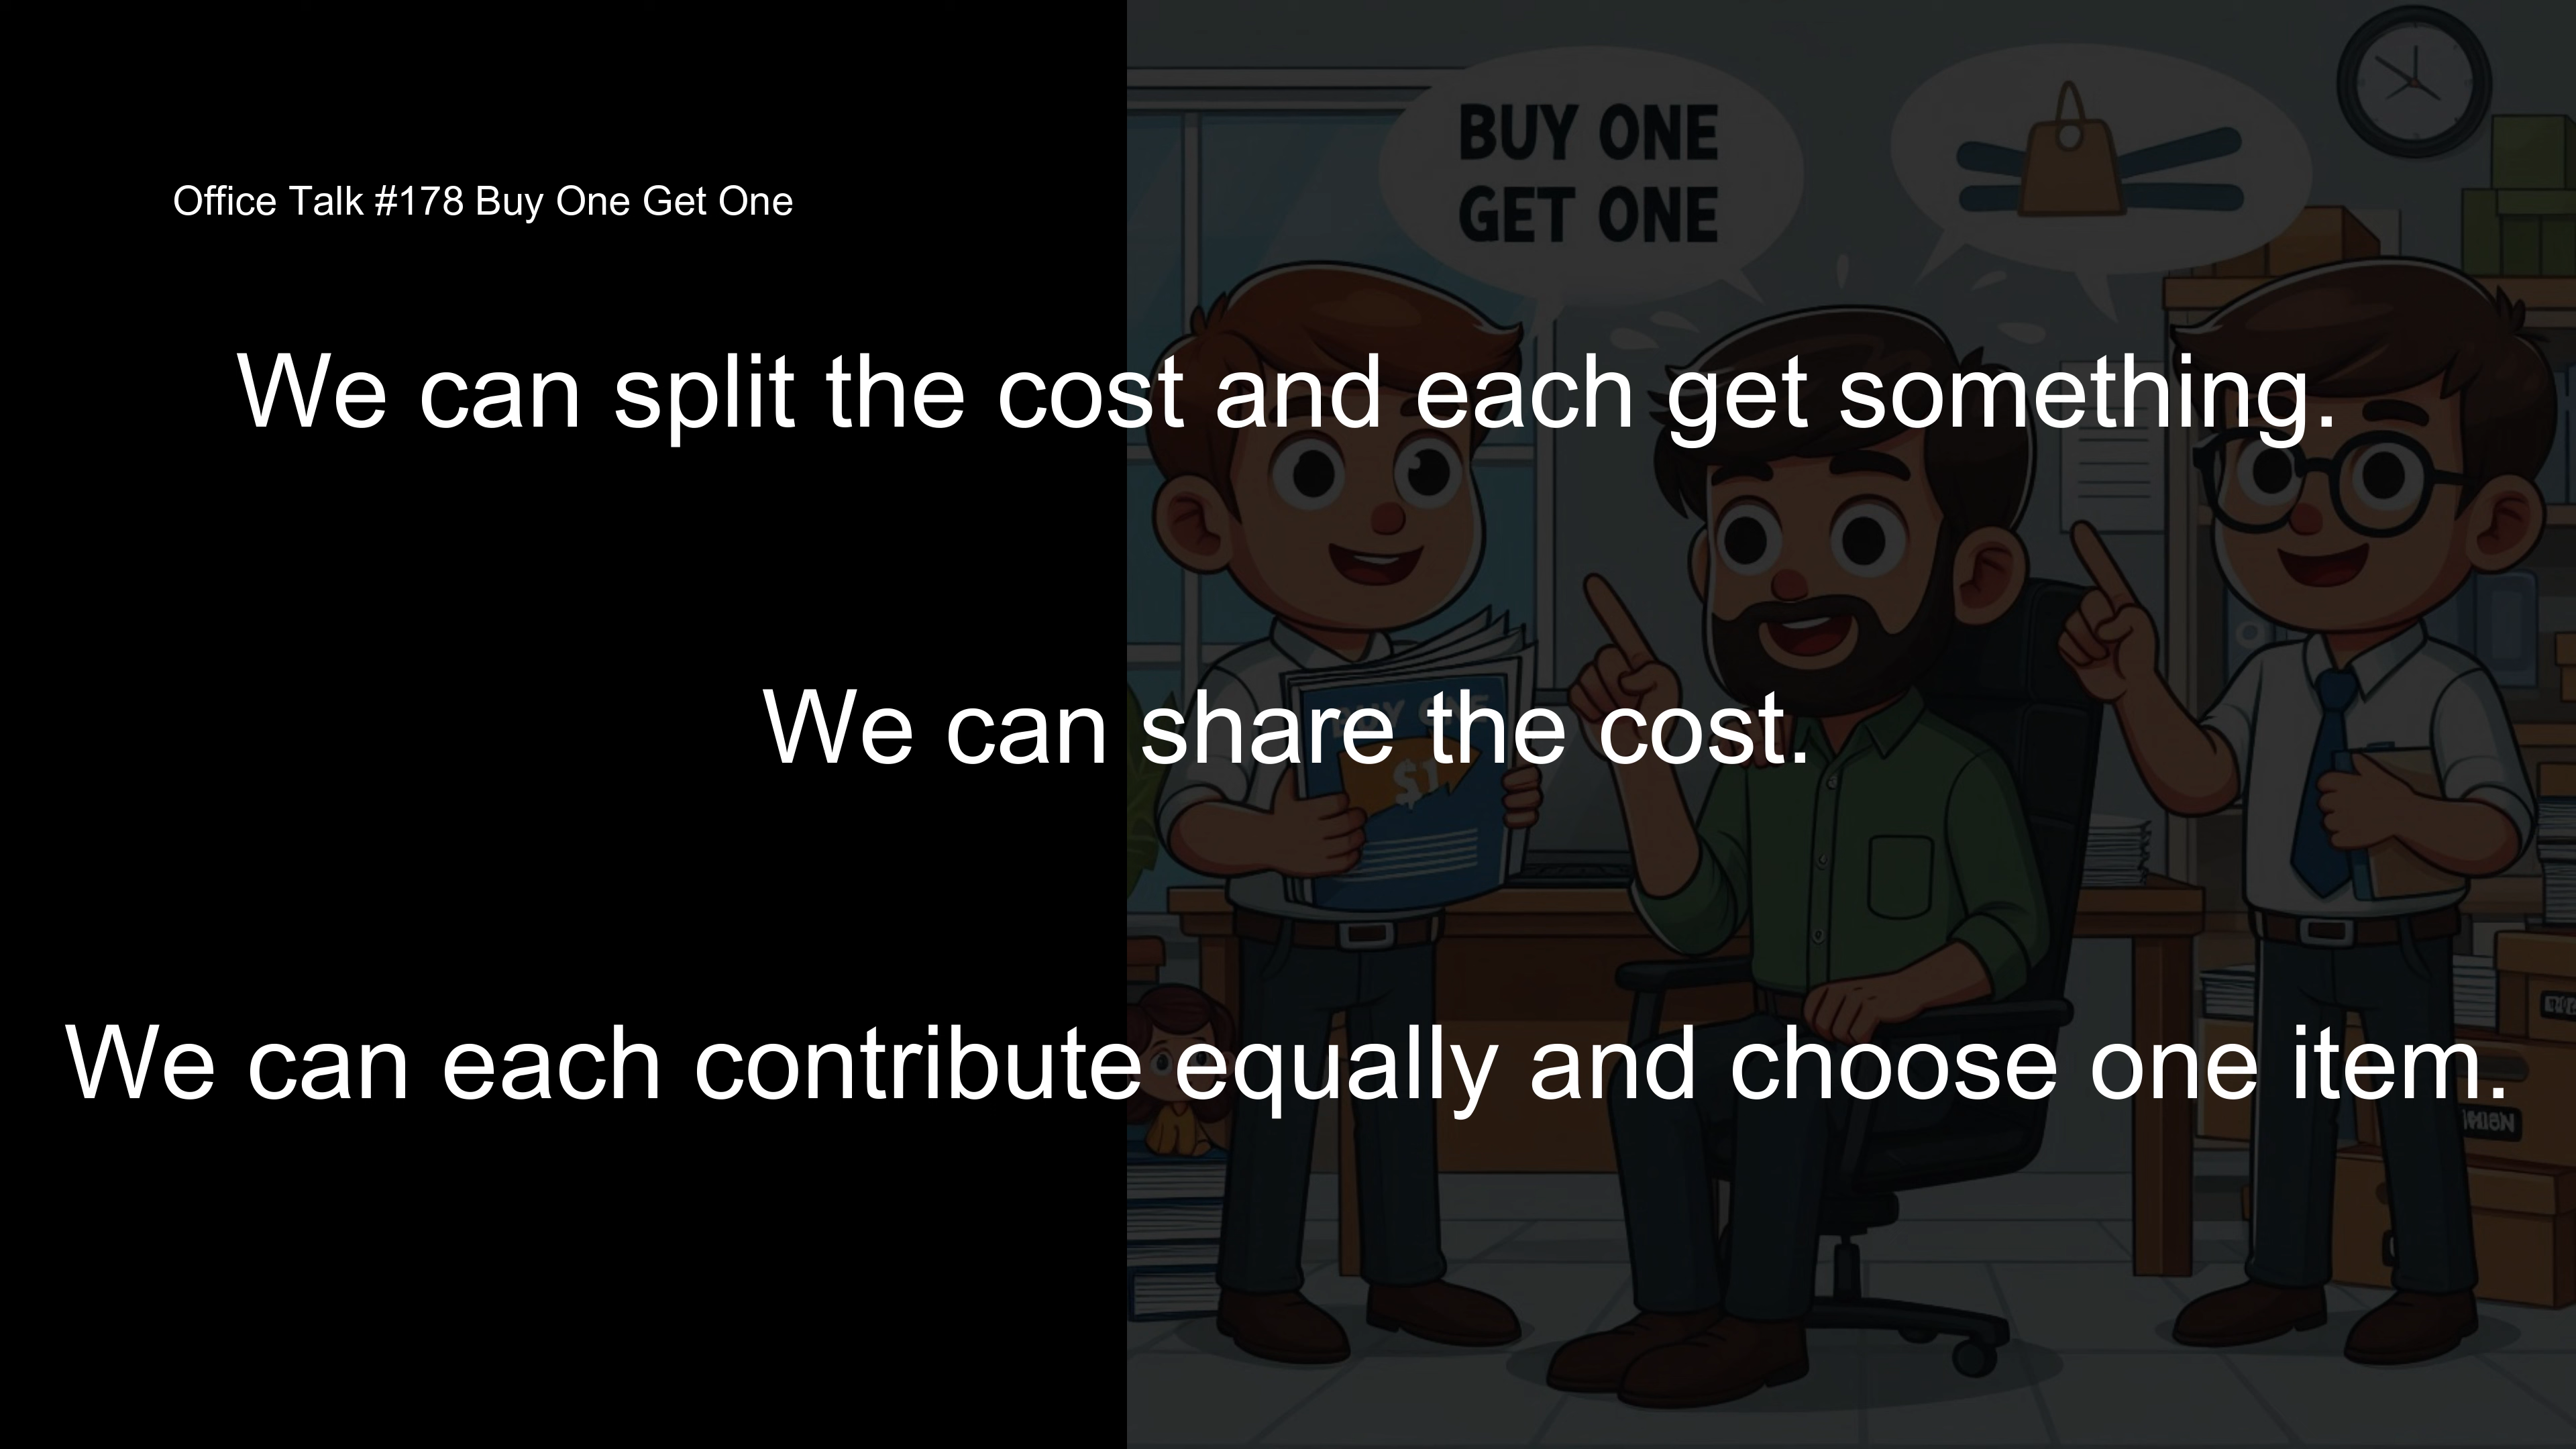 Office Talk #178 Buy One Get One
BUY ONE
GET ONE
We can split the cost and each get something.
We can share the cost.
$1
We can each contribute equally and choose one item.